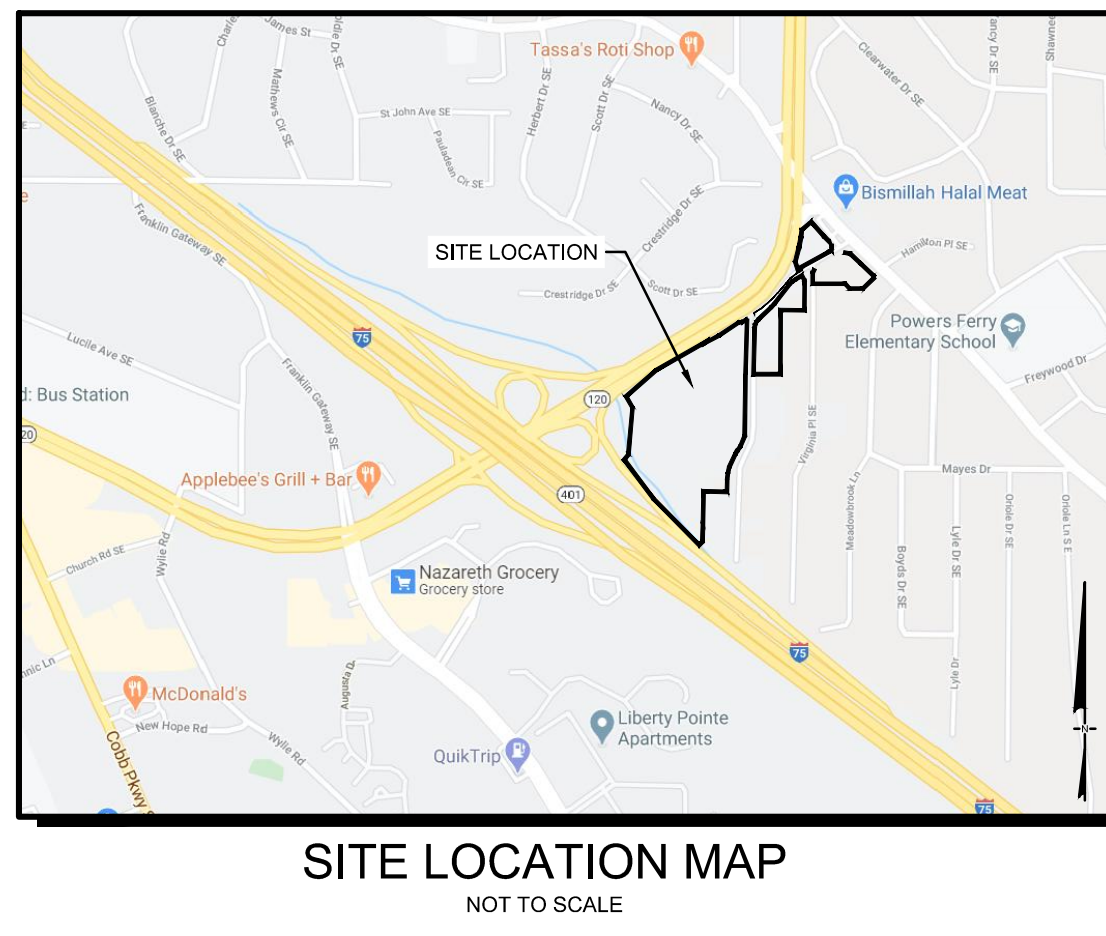 Tassa's Roti Shop
James St
Blanche Dr SE
Mathews Cir SE
St John Ave SE
Pauladean Cir SE
Herbert Dr SE
Scott Dr SE
Nancy Dr SE
Clearwater Dr SE
Bismillah Halal Meat
Hamilton Pl SE
Crestridge Dr SE
SITE LOCATION
Crestridge Dr SE
Scott Dr SE
Franklin Gateway SE
75
Powers Ferry
Elementary School
Freywood Dr
Lucile Ave SE
Franklin Gateway SE
120
d: Bus Station
20
Virginia Pl SE
Meadowbrook Ln
Mayes Dr
Applebee's Grill + Bar
401
Oriole Dr SE
Oriole Ln SE
Lyle Dr SE
Boyds Dr SE
Church Rd SE
Wylie Rd
Nazareth Grocery
Grocery store
75
Lyle Dr
nnic Ln
McDonald's
New Hope Rd
Augusta D
Wylie Rd
Liberty Pointe
Apartments
QuikTrip
Cobb Pkwy S
N
75
SITE LOCATION MAP
NOT TO SCALE